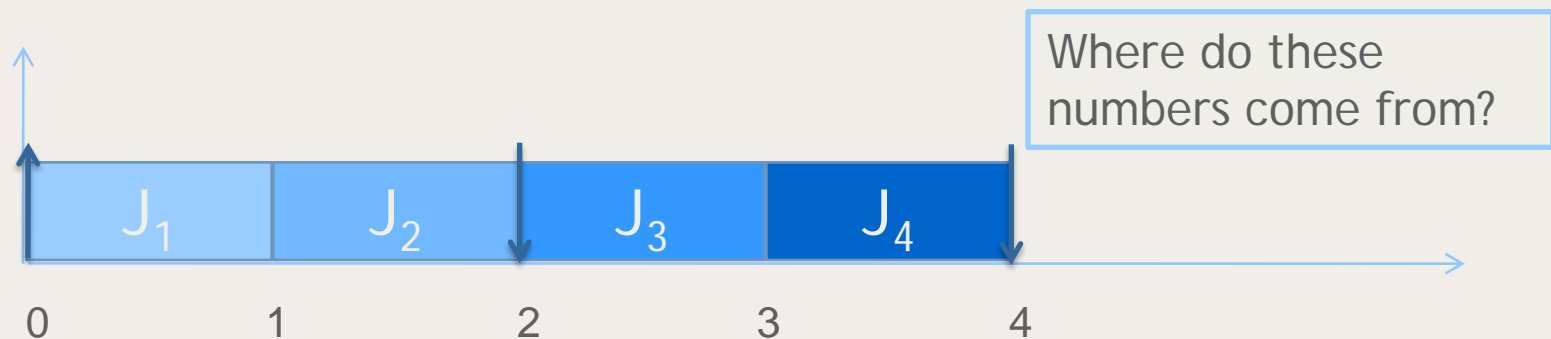 Where do these
numbers come from?
J₁ J₂ J₃ J₄
0 1 2 3 4